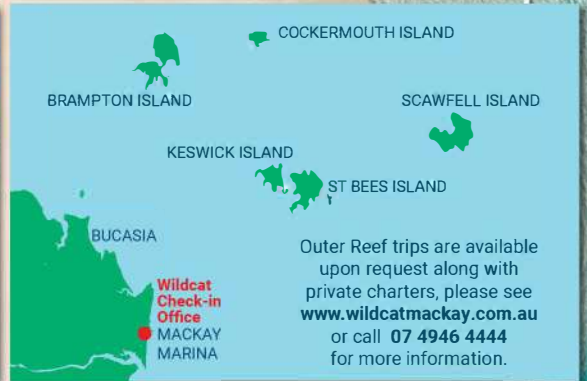 COCKERMOUTH ISLAND
BRAMPTON ISLAND
SCAWFELL ISLAND
KESWICK ISLAND
ST BEES ISLAND
BUCASIA
Wildcat
Check-in
Office
MACKAY
MARINA
Outer Reef trips are available
upon request along with
private charters, please see
www.wildcatmackay.com.au
or call 07 4946 4444
for more information.